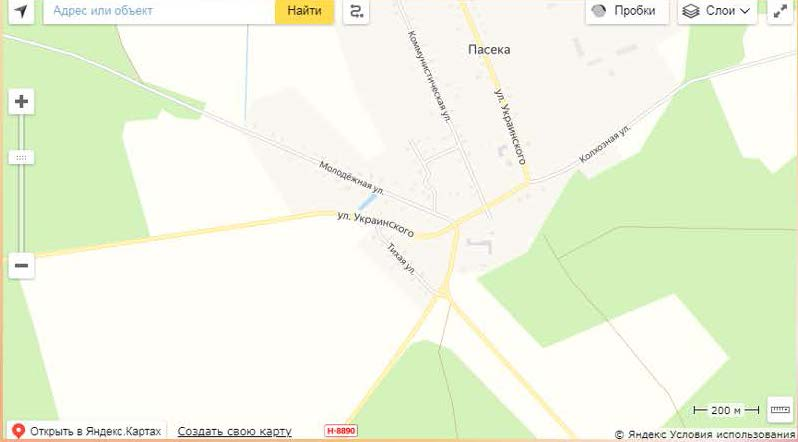 Адрес или объект
Найти
Пробки
Слои
Пасека
Коммунистическая ул.
ул. Украинского
Колхозная ул.
Молодёжная ул.
ул. Украинского
Тихая ул.
200 м
Открыть в Яндекс.Картах
Создать свою карту
Н-8890
© Яндекс Условия использования